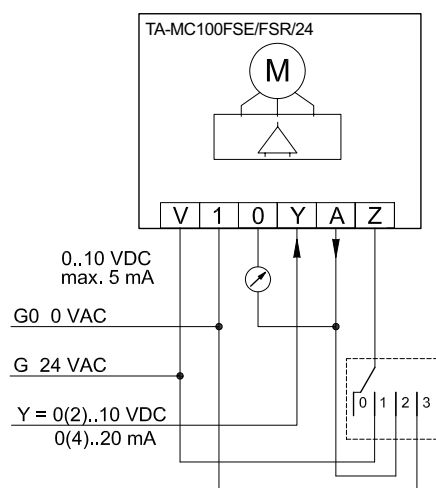 TA-MC100FSE/FSR/24
M
V 1 0 Y A Z
0..10 VDC
max. 5 mA
G0 0 VAC
G 24 VAC
0 1 2 3
Y = 0(2)..10 VDC
0(4)..20 mA